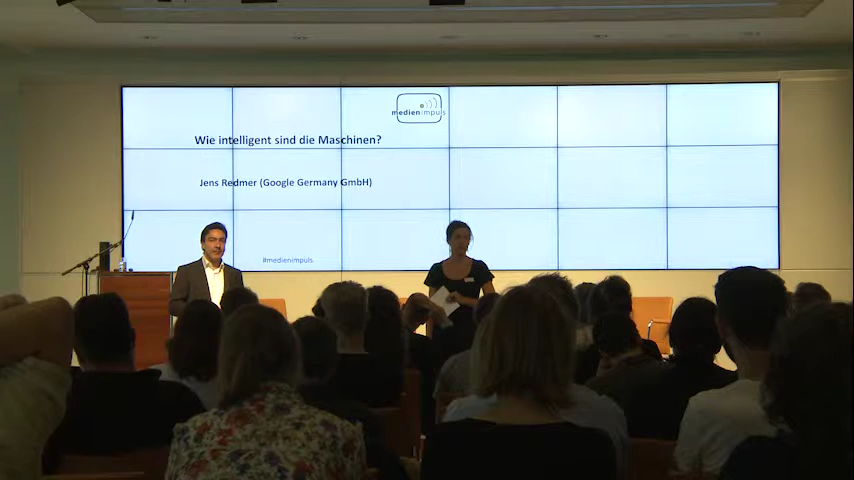 medienimpuls
Wie intelligent sind die Maschinen?
Jens Redmer (Google Germany GmbH)
#medienimpuls